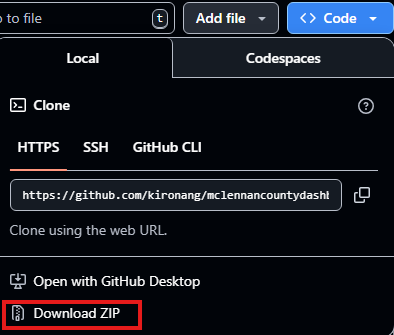 to file t Add file <> Code
Local Codespaces
Clone
HTTPS SSH GitHub CLI
https://github.com/kironang/mclennancountydash
Clone using the web URL.
Open with GitHub Desktop
Download ZIP